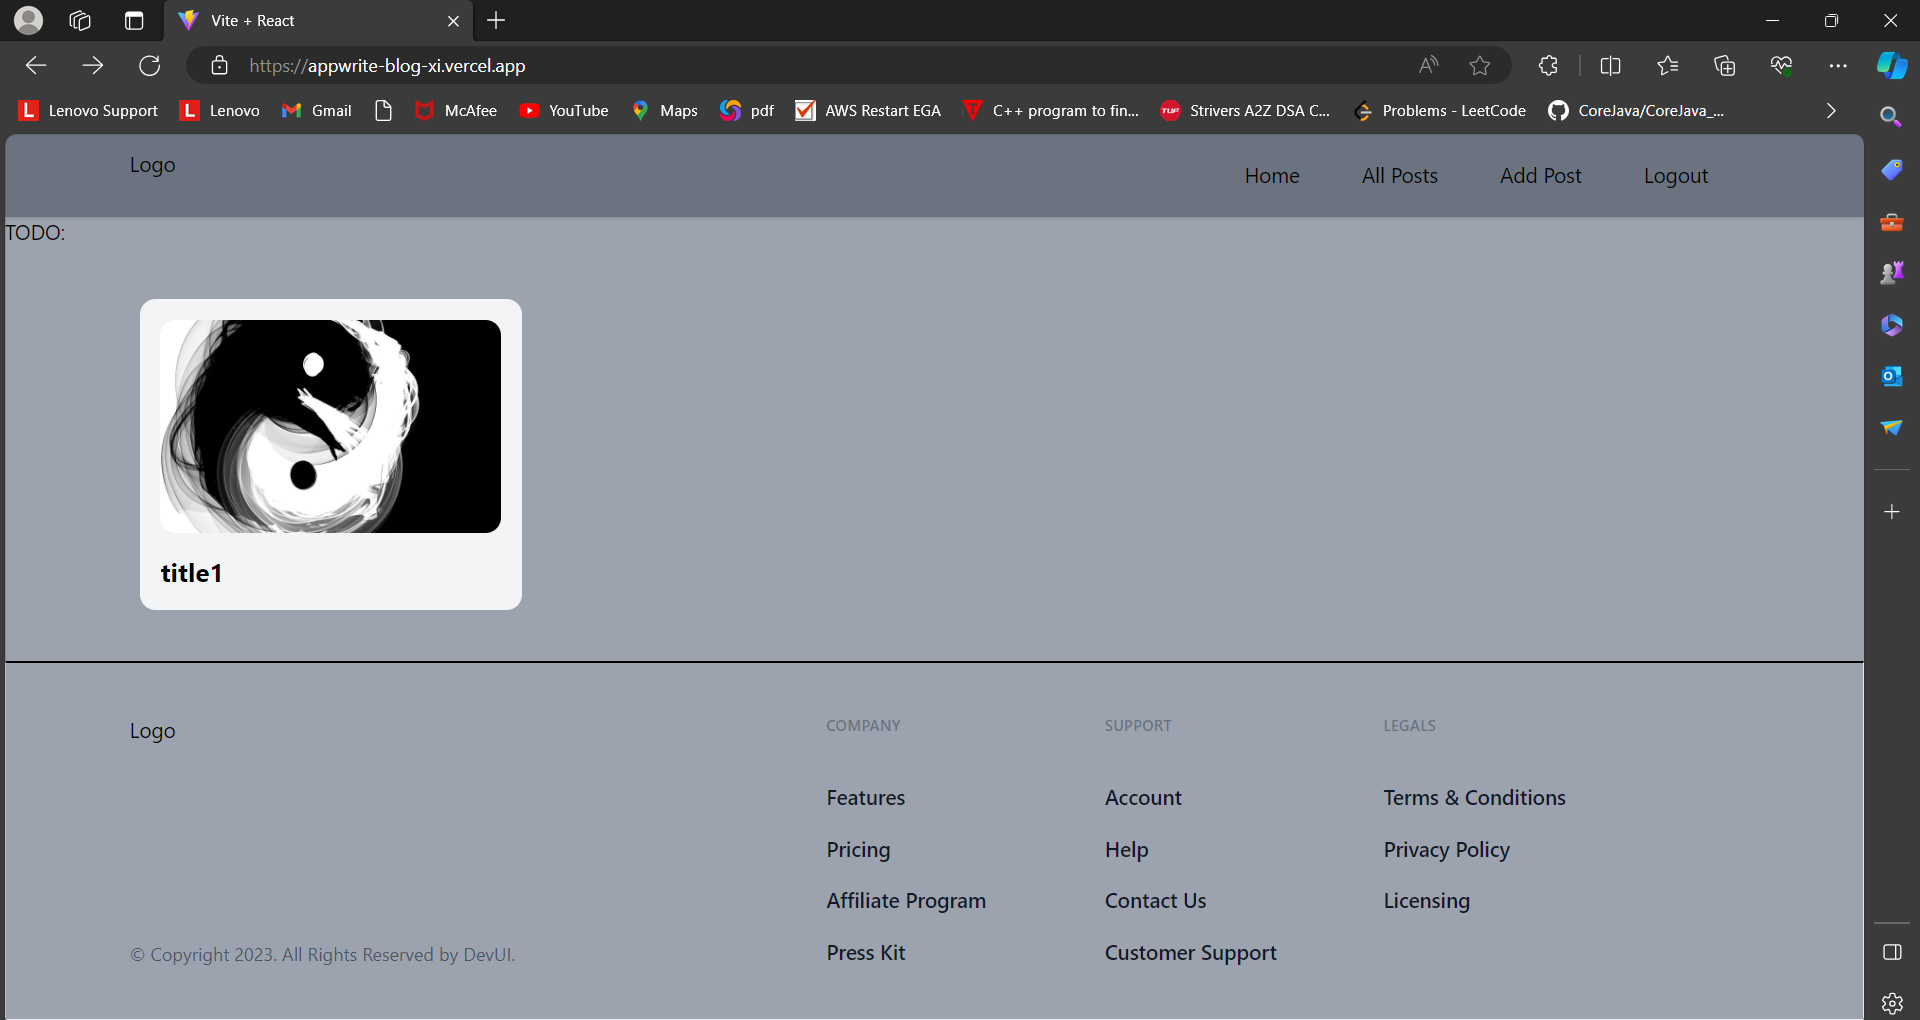 Vite + React
https://appwrite-blog-xi.vercel.app
Lenovo Support Lenovo Gmail McAfee YouTube Maps pdf AWS Restart EGA C++ program to fin... Strivers A2Z DSA C... Problems - LeetCode CoreJava/CoreJava_...
Logo Home All Posts Add Post Logout
TODO:
title1
Logo
COMPANY SUPPORT LEGALS
Features Account Terms & Conditions
Pricing Help Privacy Policy
Affiliate Program Contact Us Licensing
© Copyright 2023. All Rights Reserved by DevUI.
Press Kit Customer Support